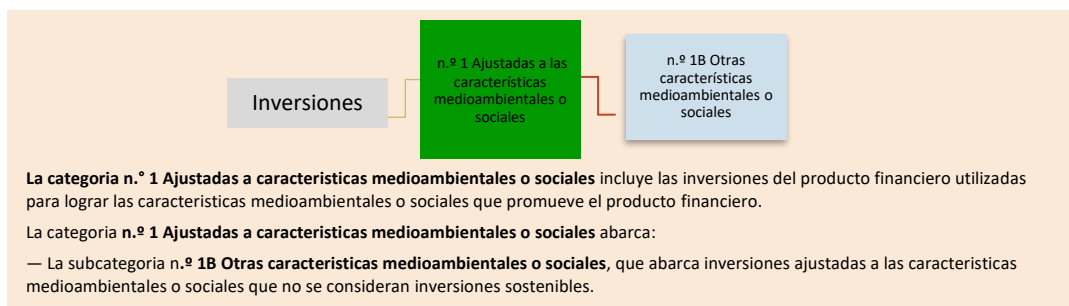 Inversiones
n.º 1 Ajustadas a las
características
medioambientales o
sociales
n.º 1B Otras
características
medioambientales o
sociales
La categoria n.° 1 Ajustadas a caracteristicas medioambientales o sociales incluye las inversiones del producto financiero utilizadas
para lograr las caracteristicas medioambientales o sociales que promueve el producto financiero.
La categoria n.º 1 Ajustadas a caracteristicas medioambientales o sociales abarca:
— La subcategoria n.º 1B Otras caracteristicas medioambientales o sociales, que abarca inversiones ajustadas a las caracteristicas
medioambientales o sociales que no se consideran inversiones sostenibles.